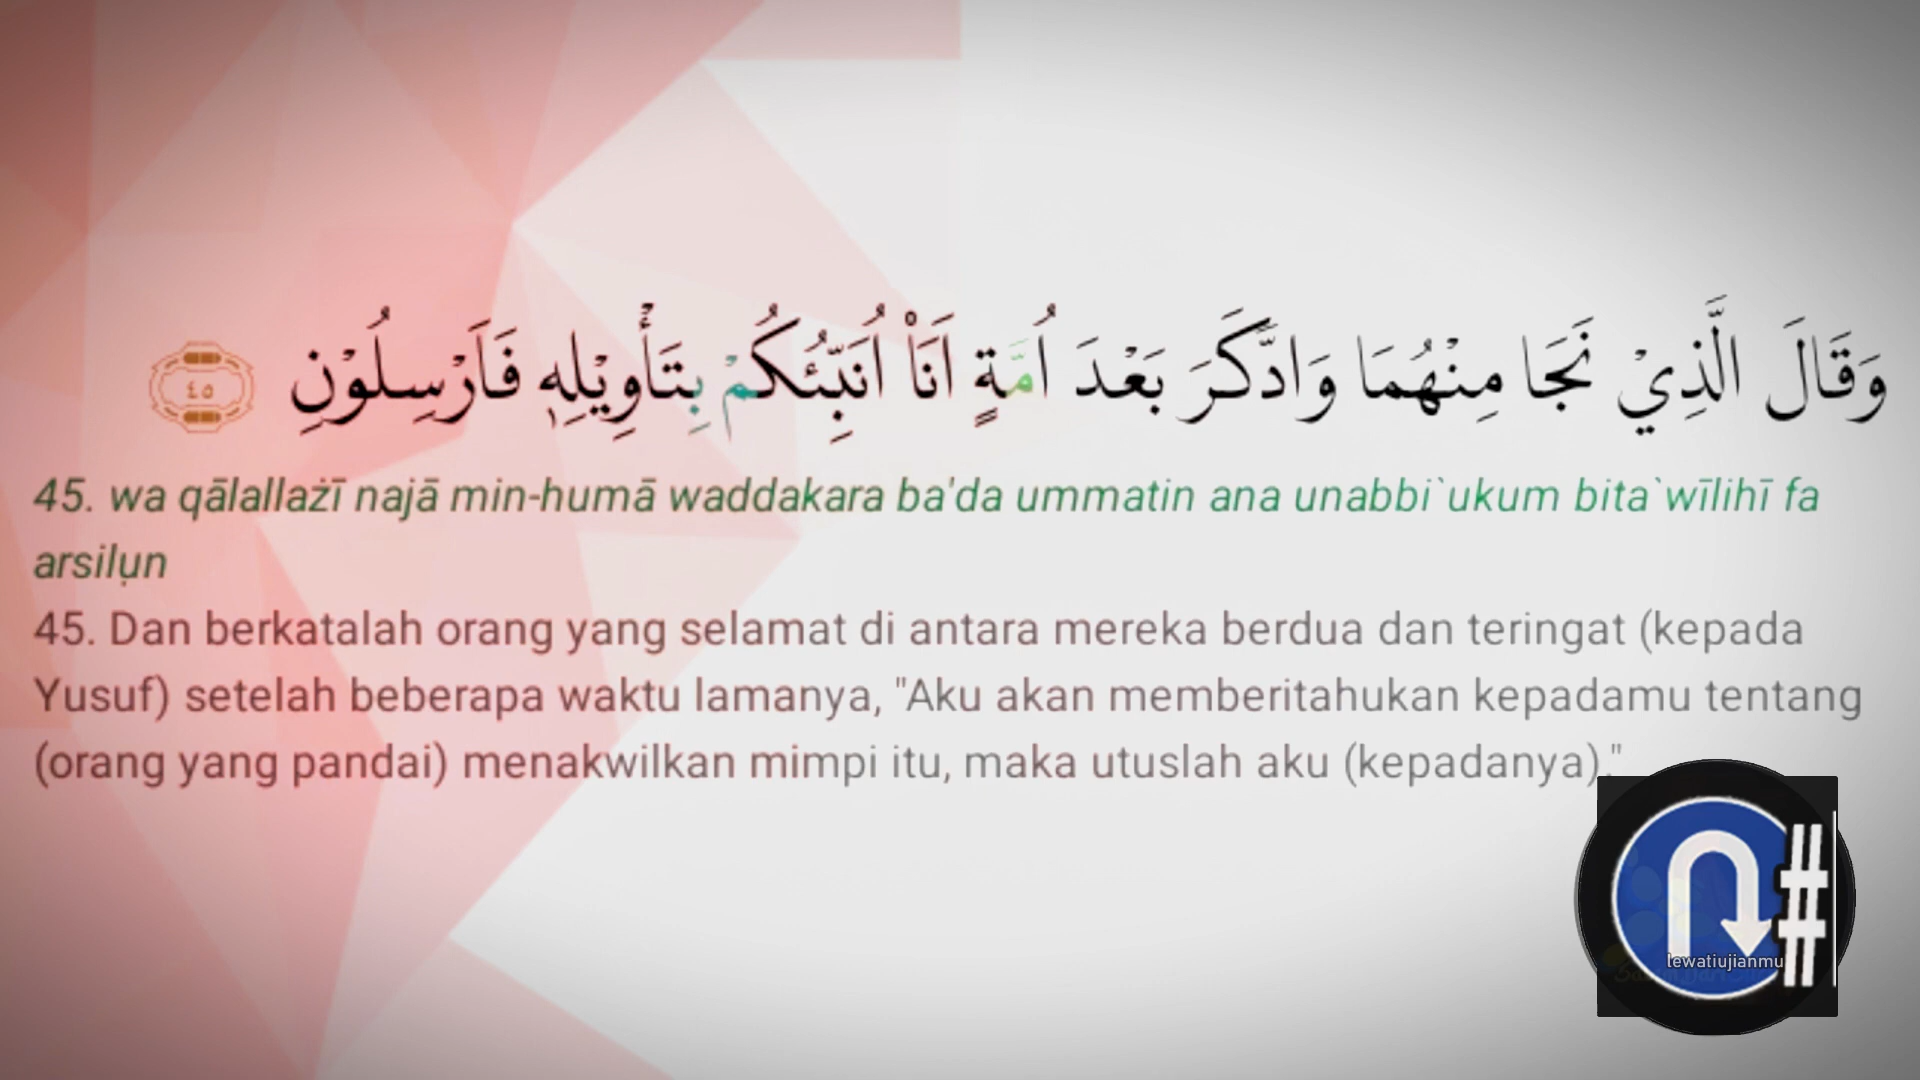 وَقَالَ الَّذِيْ نَجَا مِنْهُمَا وَادَّكَرَ بَعْدَ اُمَّةٍ اَنَا۠ اُنَبِّئُكُمْ بِتَأْوِيْلِهٖ فَاَرْسِلُوْنِ ٤٥
45. wa qālallażī najā min-humā waddakara ba'da ummatin ana unabbi`ukum bita`wīlihī fa
arsilụn
45. Dan berkatalah orang yang selamat di antara mereka berdua dan teringat (kepada
Yusuf) setelah beberapa waktu lamanya, "Aku akan memberitahukan kepadamu tentang
(orang yang pandai) menakwilkan mimpi itu, maka utuslah aku (kepadanya)."
#
lewatiujianmu